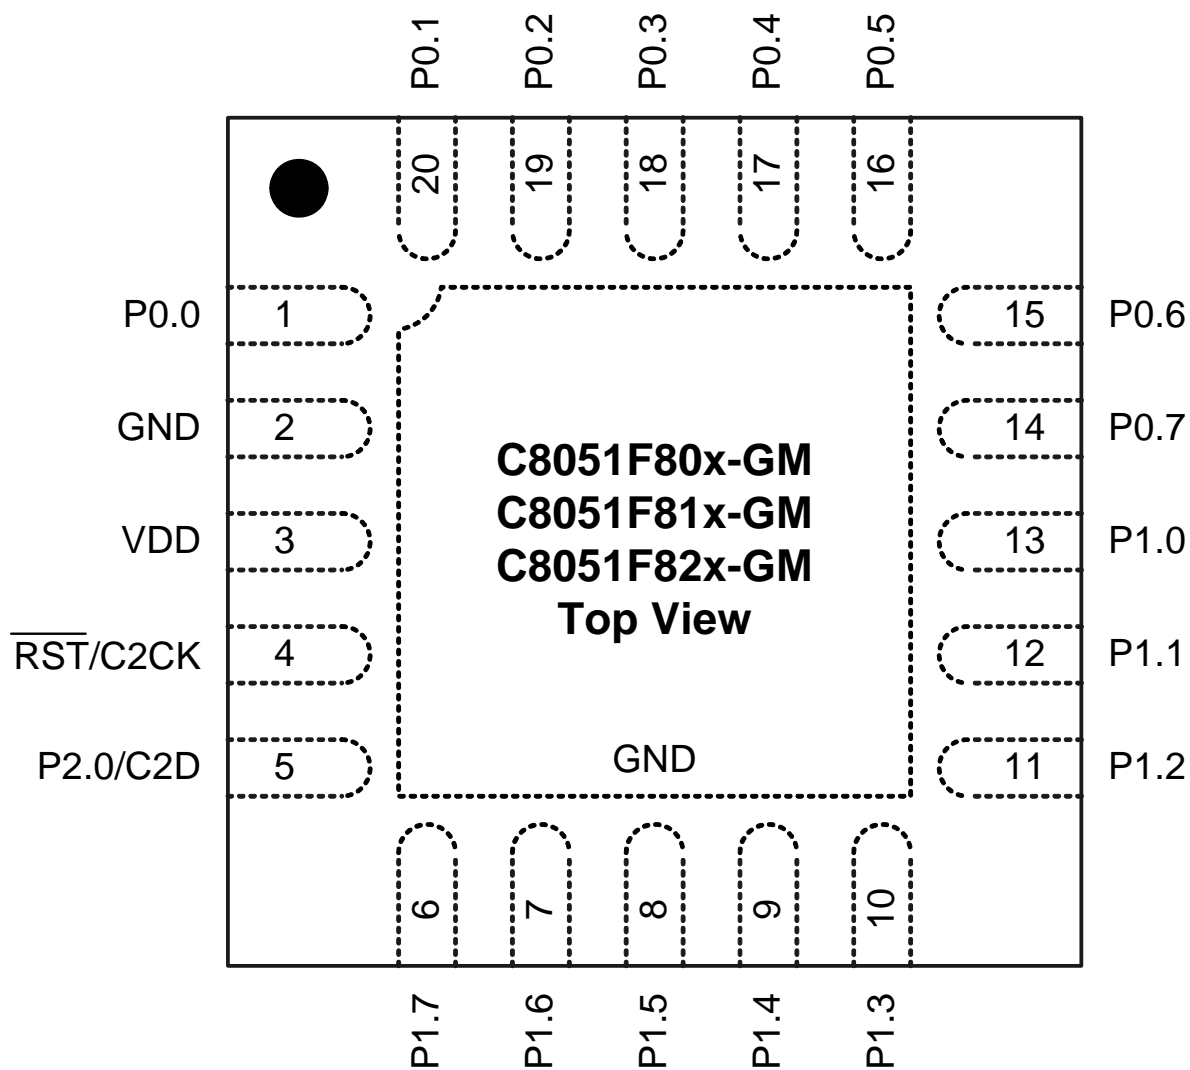 P0.1 P0.2 P0.3 P0.4 P0.5
20 19 18 17 16
P0.0 1 15 P0.6
GND 2 14 P0.7
C8051F80x-GM
C8051F81x-GM
VDD 3 13 P1.0
C8051F82x-GM
Top View
RST/C2CK 4 12 P1.1
P2.0/C2D 5 GND 11 P1.2
6 7 8 9 10
P1.7 P1.6 P1.5 P1.4 P1.3